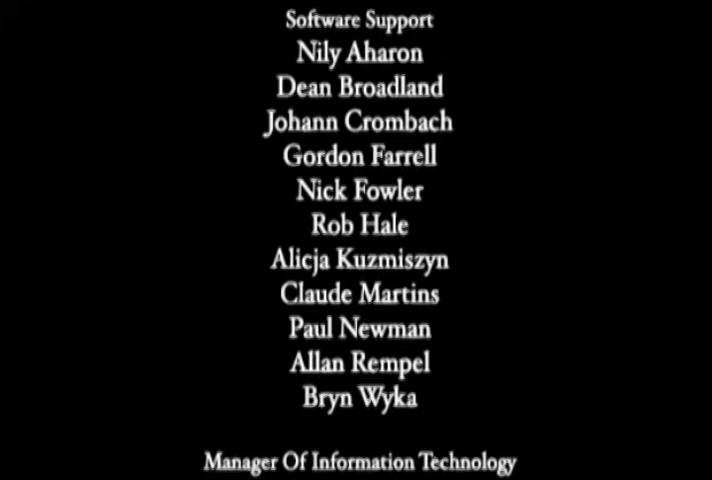 Software Support
Nily Aharon
Dean Broadland
Johann Crombach
Gordon Farrell
Nick Fowler
Rob Hale
Alicja Kuzmiszyn
Claude Martins
Paul Newman
Allan Rempel
Bryn Wyka
Manager Of Information Technology